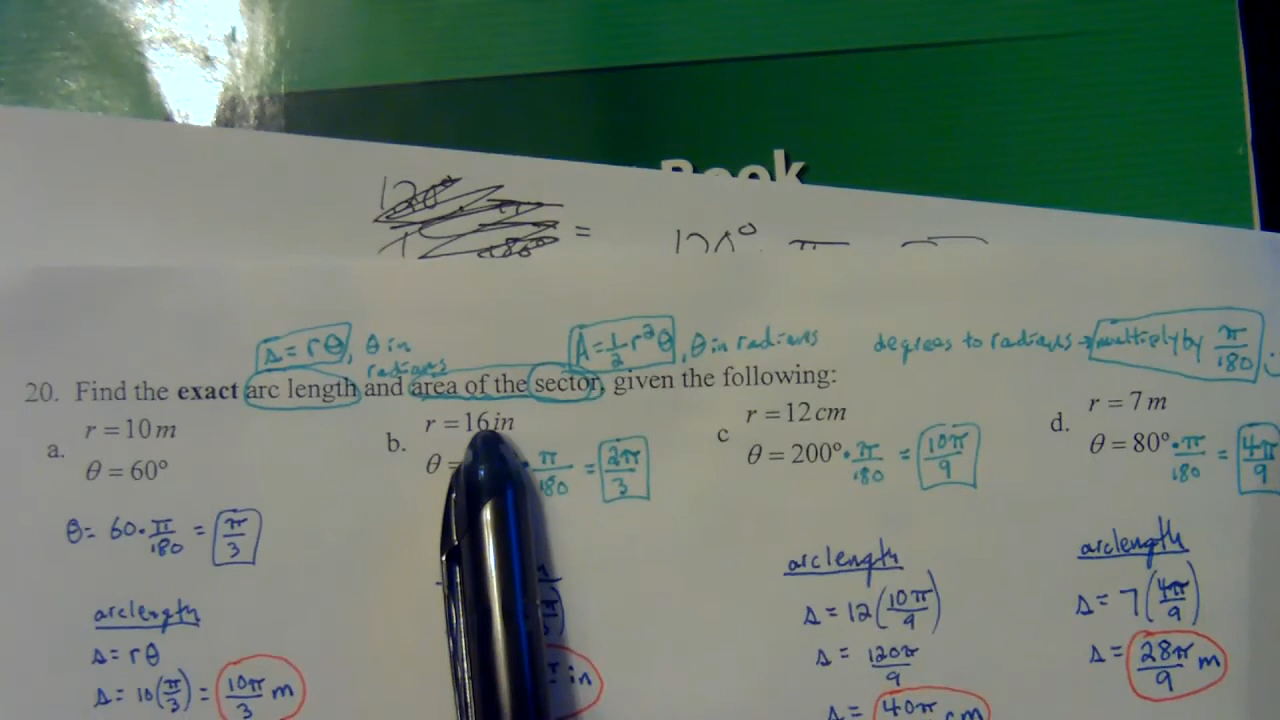 Book
120°
180°
=
120°. π
s = rθ, θ in radians
A = 1/2 r²θ, θ in radians
degrees to radians → multiply by π/180
20. Find the exact arc length and area of the sector, given the following:
a. r = 10 m
θ = 60°
θ = 60 · π/180 = π/3
arclength
s = rθ
s = 10(π/3) = 10π/3 m
b. r = 16 in
θ = · π/180 = 2π/3
in
c r = 12 cm
θ = 200° · π/180 = 10π/9
arclength
s = 12(10π/9)
s = 120π/9
s = 40π cm
d. r = 7 m
θ = 80° · π/180 = 4π/9
arclength
s = 7(4π/9)
s = 28π/9 m